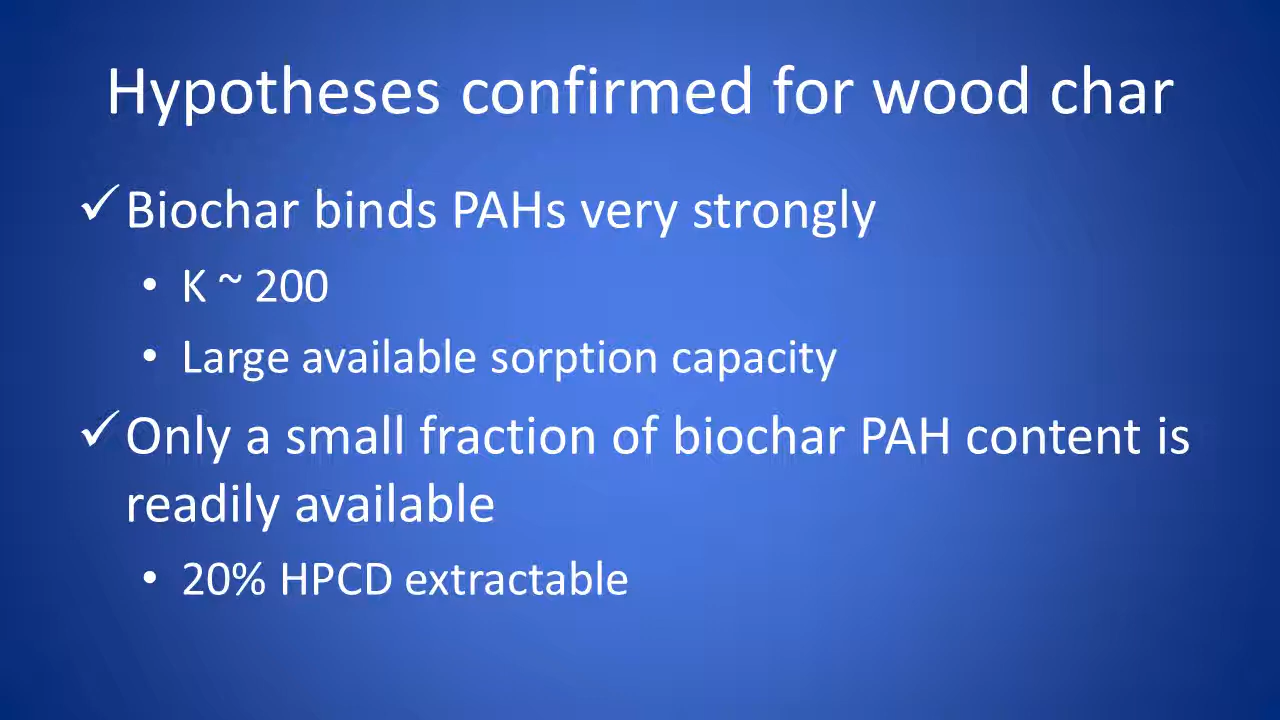 Hypotheses confirmed for wood char
✓ Biochar binds PAHs very strongly
• K ~ 200
• Large available sorption capacity
✓ Only a small fraction of biochar PAH content is
readily available
• 20% HPCD extractable